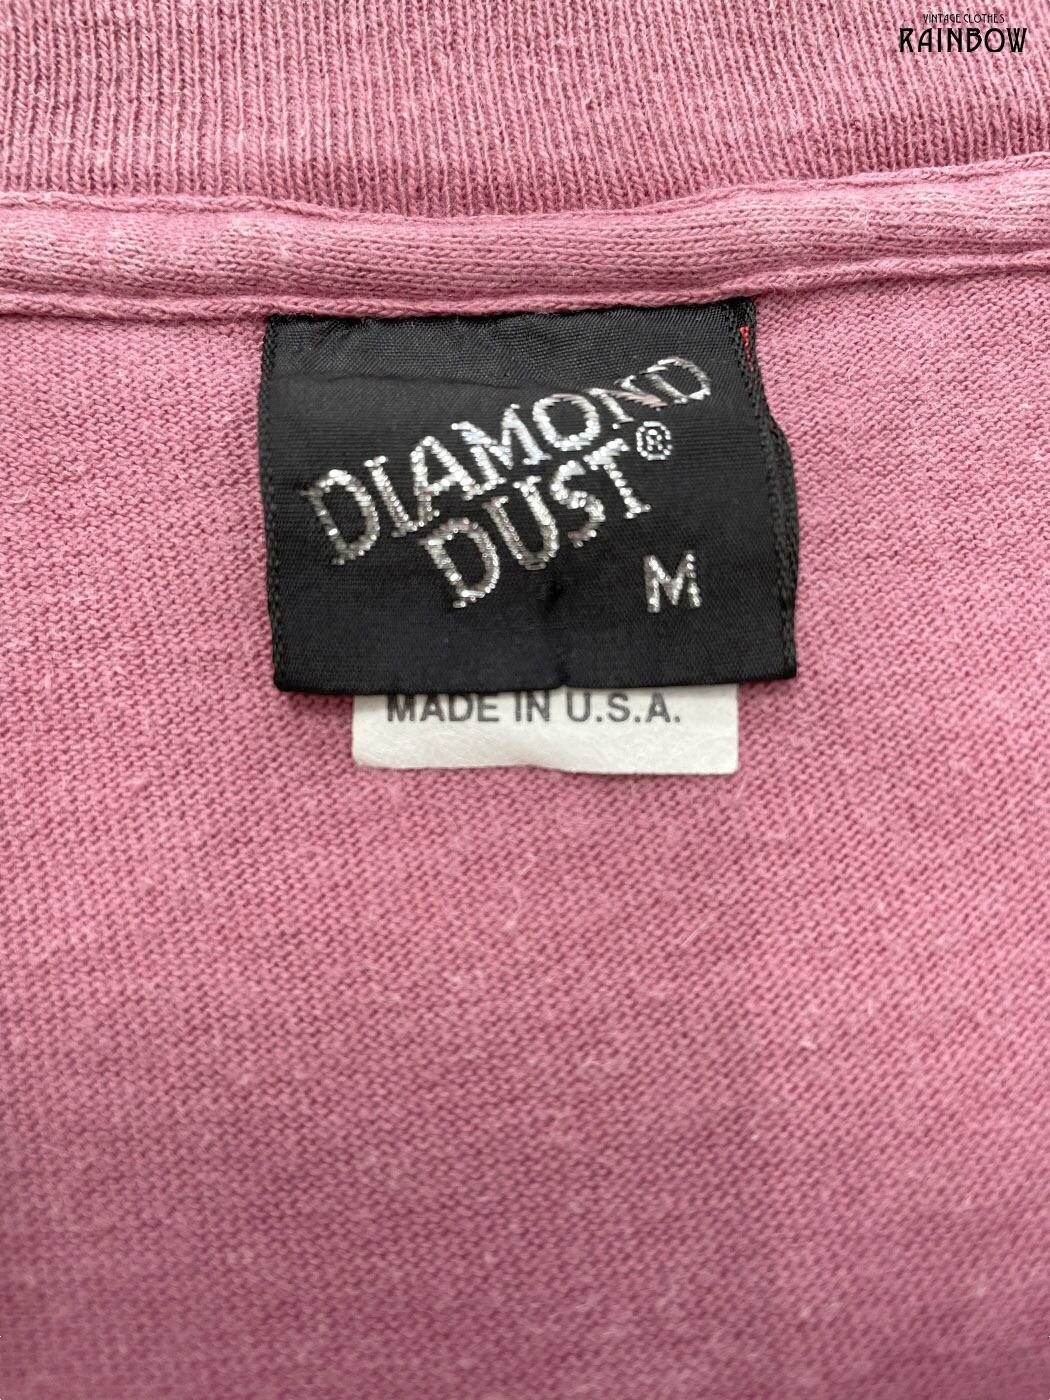 VINTAGE CLOTHES
RAINBOW
DIAMOND
DUST®
M
MADE IN U.S.A.